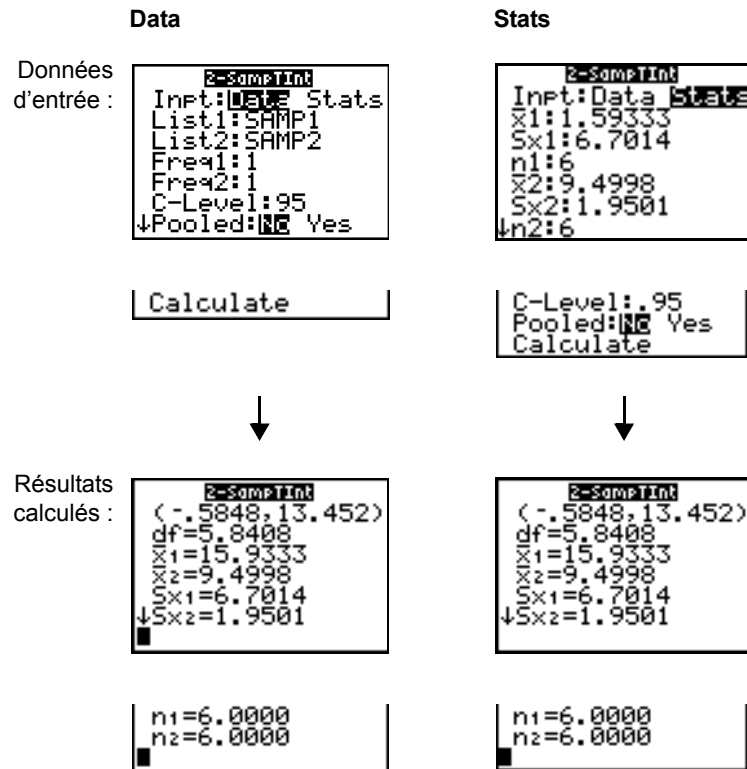 Data
Stats
Données
d'entrée :
2-SampTInt
Inpt:Data Stats
List1:SAMP1
List2:SAMP2
Freq1:1
Freq2:1
C-Level:95
↓Pooled:No Yes
Calculate
2-SampTInt
Inpt:Data Stats
x̄1:1.59333
Sx1:6.7014
n1:6
x̄2:9.4998
Sx2:1.9501
↓n2:6
C-Level:.95
Pooled:No Yes
Calculate
Résultats
calculés :
2-SampTInt
(-.5848,13.452)
df=5.8408
x̄1=15.9333
x̄2=9.4998
Sx1=6.7014
↓Sx2=1.9501
n1=6.0000
n2=6.0000
2-SampTInt
(-.5848,13.452)
df=5.8408
x̄1=15.9333
x̄2=9.4998
Sx1=6.7014
↓Sx2=1.9501
n1=6.0000
n2=6.0000